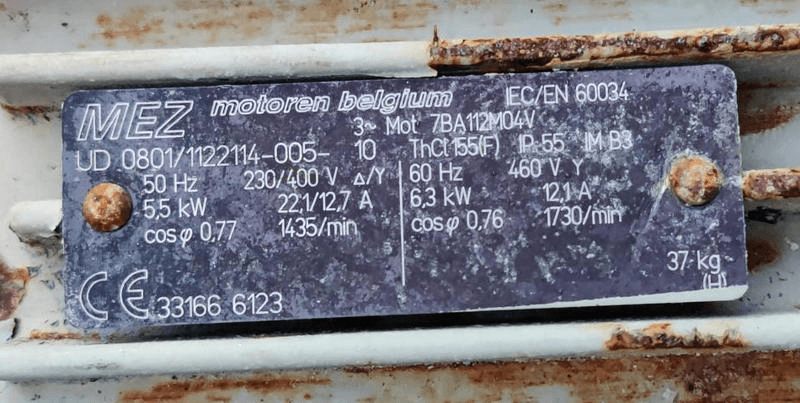 MEZ motoren belgium IEC/EN 60034
3~ Mot 7BA112M04V
UD 0801/1122114-005-10 ThCl 155(F) IP 55 IM B3
50 Hz 230/400 V Δ/Y 60 Hz 460 V Y
5,5 kW 22,1/12,7 A 6,3 kW 12,1 A
cosφ 0,77 1435/min cosφ 0,76 1730/min
37 kg
(H)
CE 33166 6123